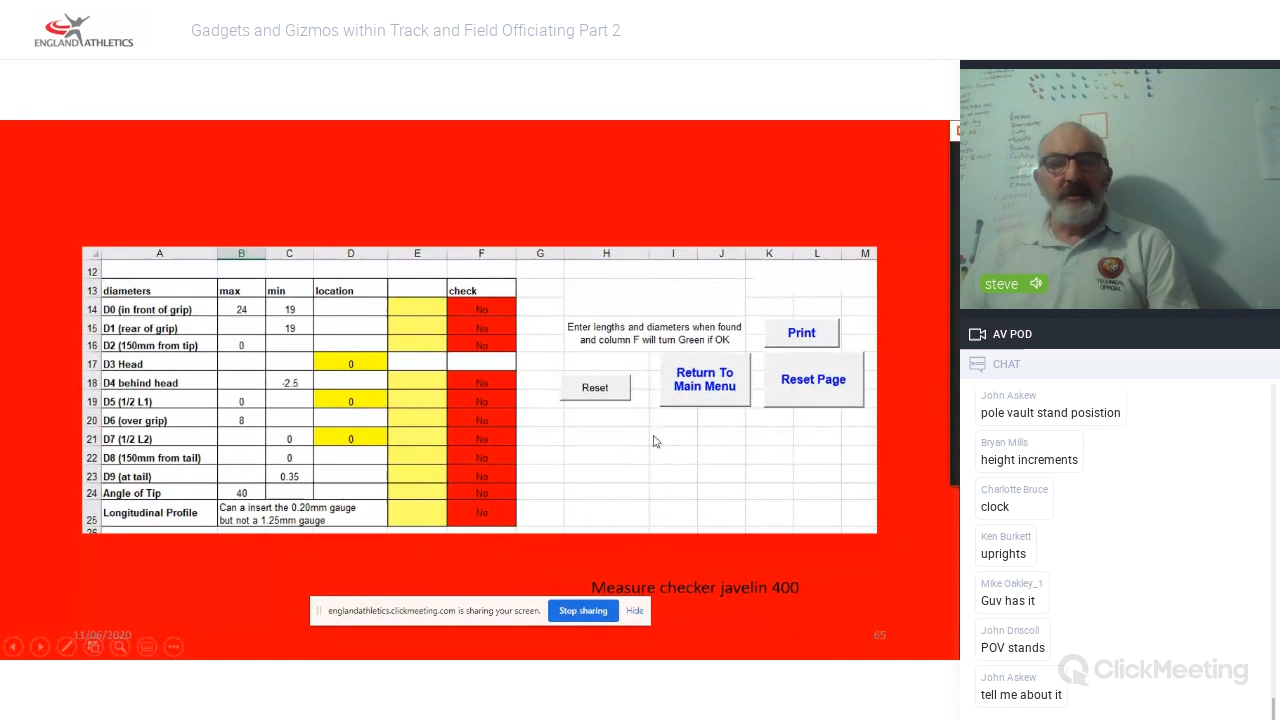 ENGLAND ATHLETICS
Gadgets and Gizmos within Track and Field Officiating Part 2
A B C D E F G H I J K L M
12
13 diameters max min location check
14 D0 (in front of grip) 24 19 No
15 D1 (rear of grip) 19 No
16 D2 (150mm from tip) 0 No
17 D3 Head 0
18 D4 behind head -2.5 No
19 D5 (1/2 L1) 0 0 No
20 D6 (over grip) 8 No
21 D7 (1/2 L2) 0 0 No
22 D8 (150mm from tail) 0 No
23 D9 (at tail) 0.35 No
24 Angle of Tip 40 No
25 Longitudinal Profile Can a insert the 0.20mm gauge
but not a 1.25mm gauge No
Enter lengths and diameters when found
and column F will turn Green if OK
Print
Reset
Return To
Main Menu
Reset Page
Measure checker javelin 400
englandathletics.clickmeeting.com is sharing your screen. Stop sharing Hide
11/06/2020
65
TECHNICAL
OFFICIAL
steve
AV POD
CHAT
John Askew
pole vault stand posistion
Bryan Mills
height increments
Charlotte Bruce
clock
Ken Burkett
uprights
Mike Oakley_1
Guv has it
John Driscoll
POV stands
John Askew
tell me about it
ClickMeeting